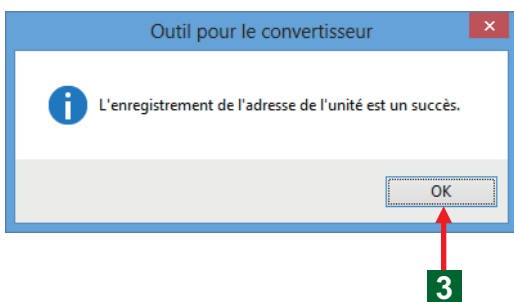 Outil pour le convertisseur
L'enregistrement de l'adresse de l'unité est un succès.
OK
3